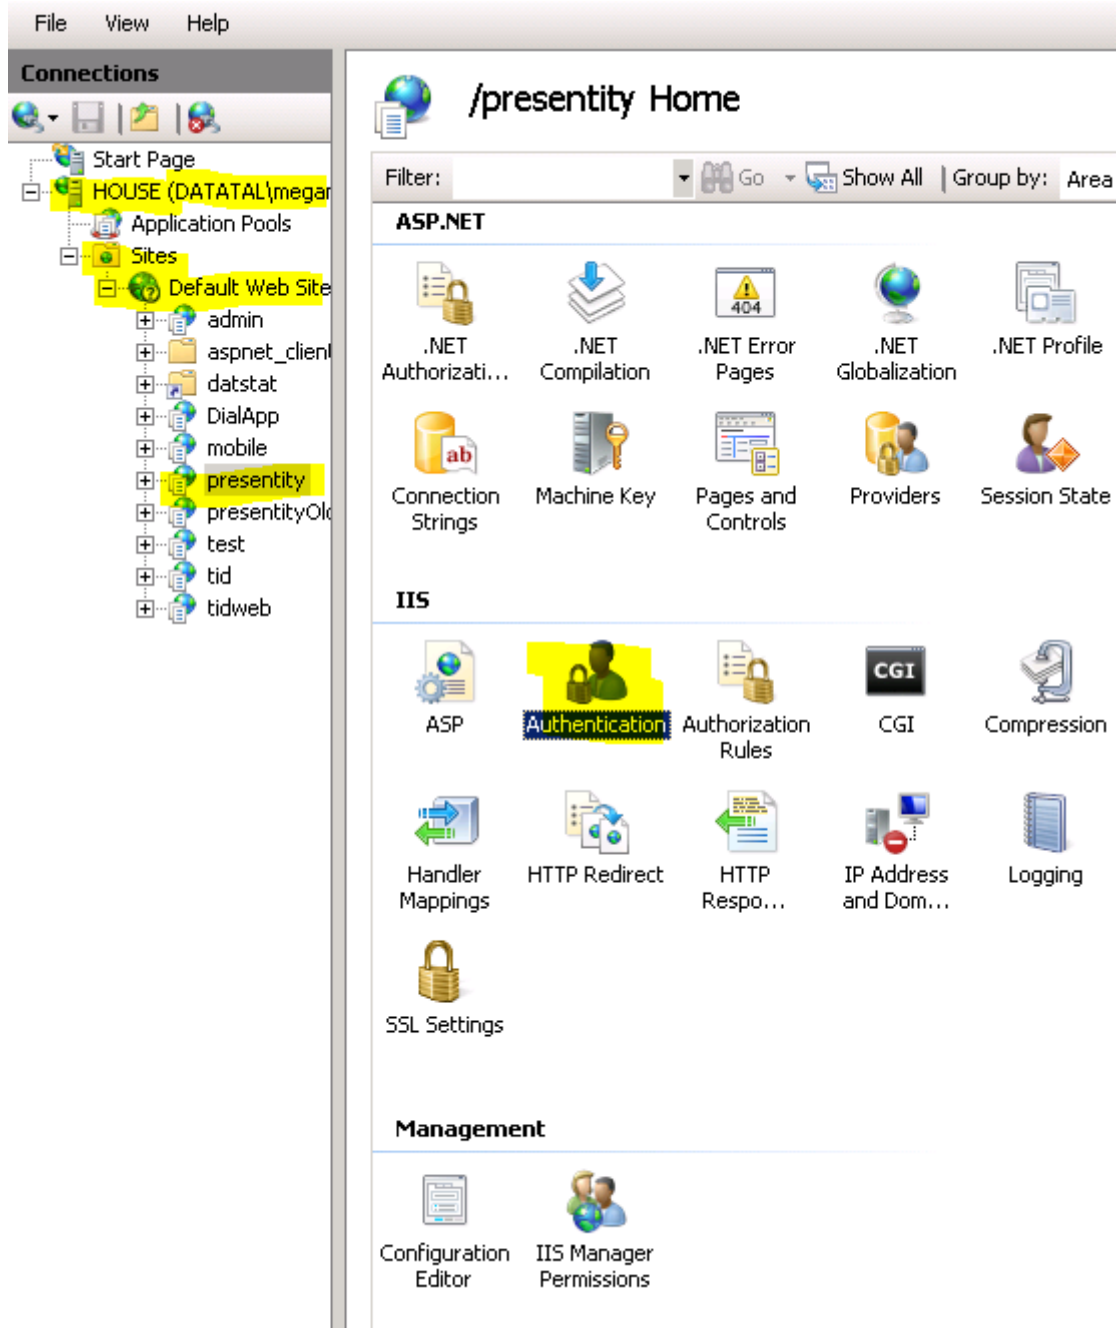 File View Help
Connections
Start Page
HOUSE (DATATAL\megar
Application Pools
Sites
Default Web Site
admin
aspnet_client
datstat
DialApp
mobile
presentity
presentityOld
test
tid
tidweb
/presentity Home
Filter: Go Show All Group by: Area
ASP.NET
.NET Authorizati...
.NET Compilation
.NET Error Pages
.NET Globalization
.NET Profile
Connection Strings
Machine Key
Pages and Controls
Providers
Session State
IIS
ASP
Authentication
Authorization Rules
CGI
Compression
Handler Mappings
HTTP Redirect
HTTP Respo...
IP Address and Dom...
Logging
SSL Settings
Management
Configuration Editor
IIS Manager Permissions